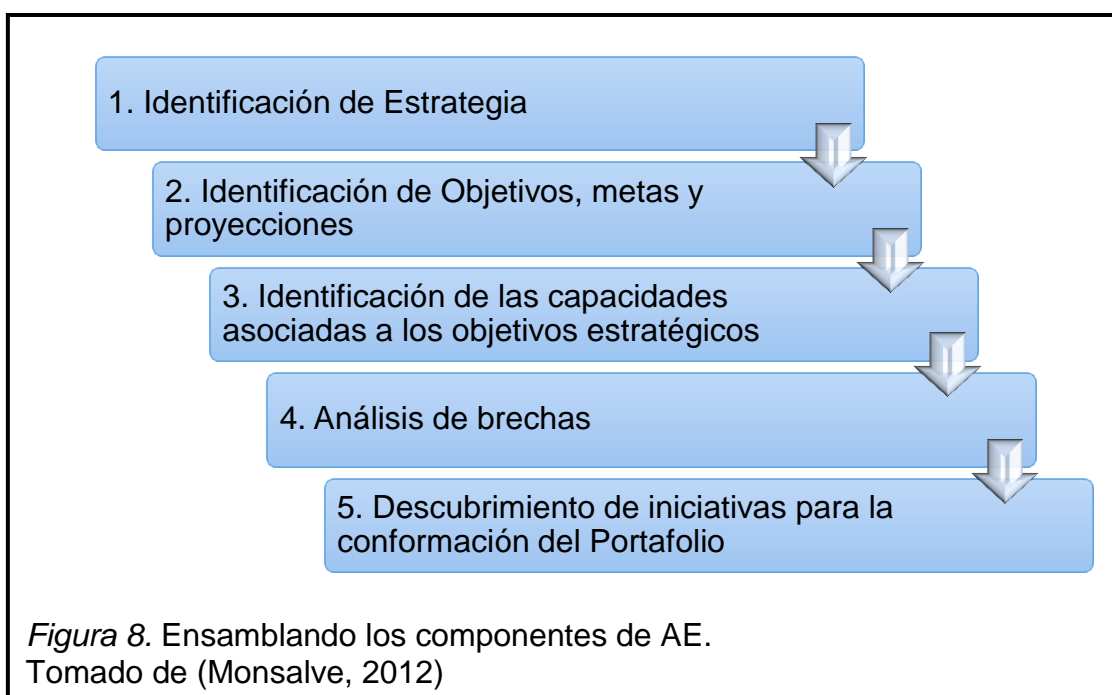 1. Identificación de Estrategia
2. Identificación de Objetivos, metas y
proyecciones
3. Identificación de las capacidades
asociadas a los objetivos estratégicos
4. Análisis de brechas
5. Descubrimiento de iniciativas para la
conformación del Portafolio
Figura 8. Ensamblando los componentes de AE.
Tomado de (Monsalve, 2012)